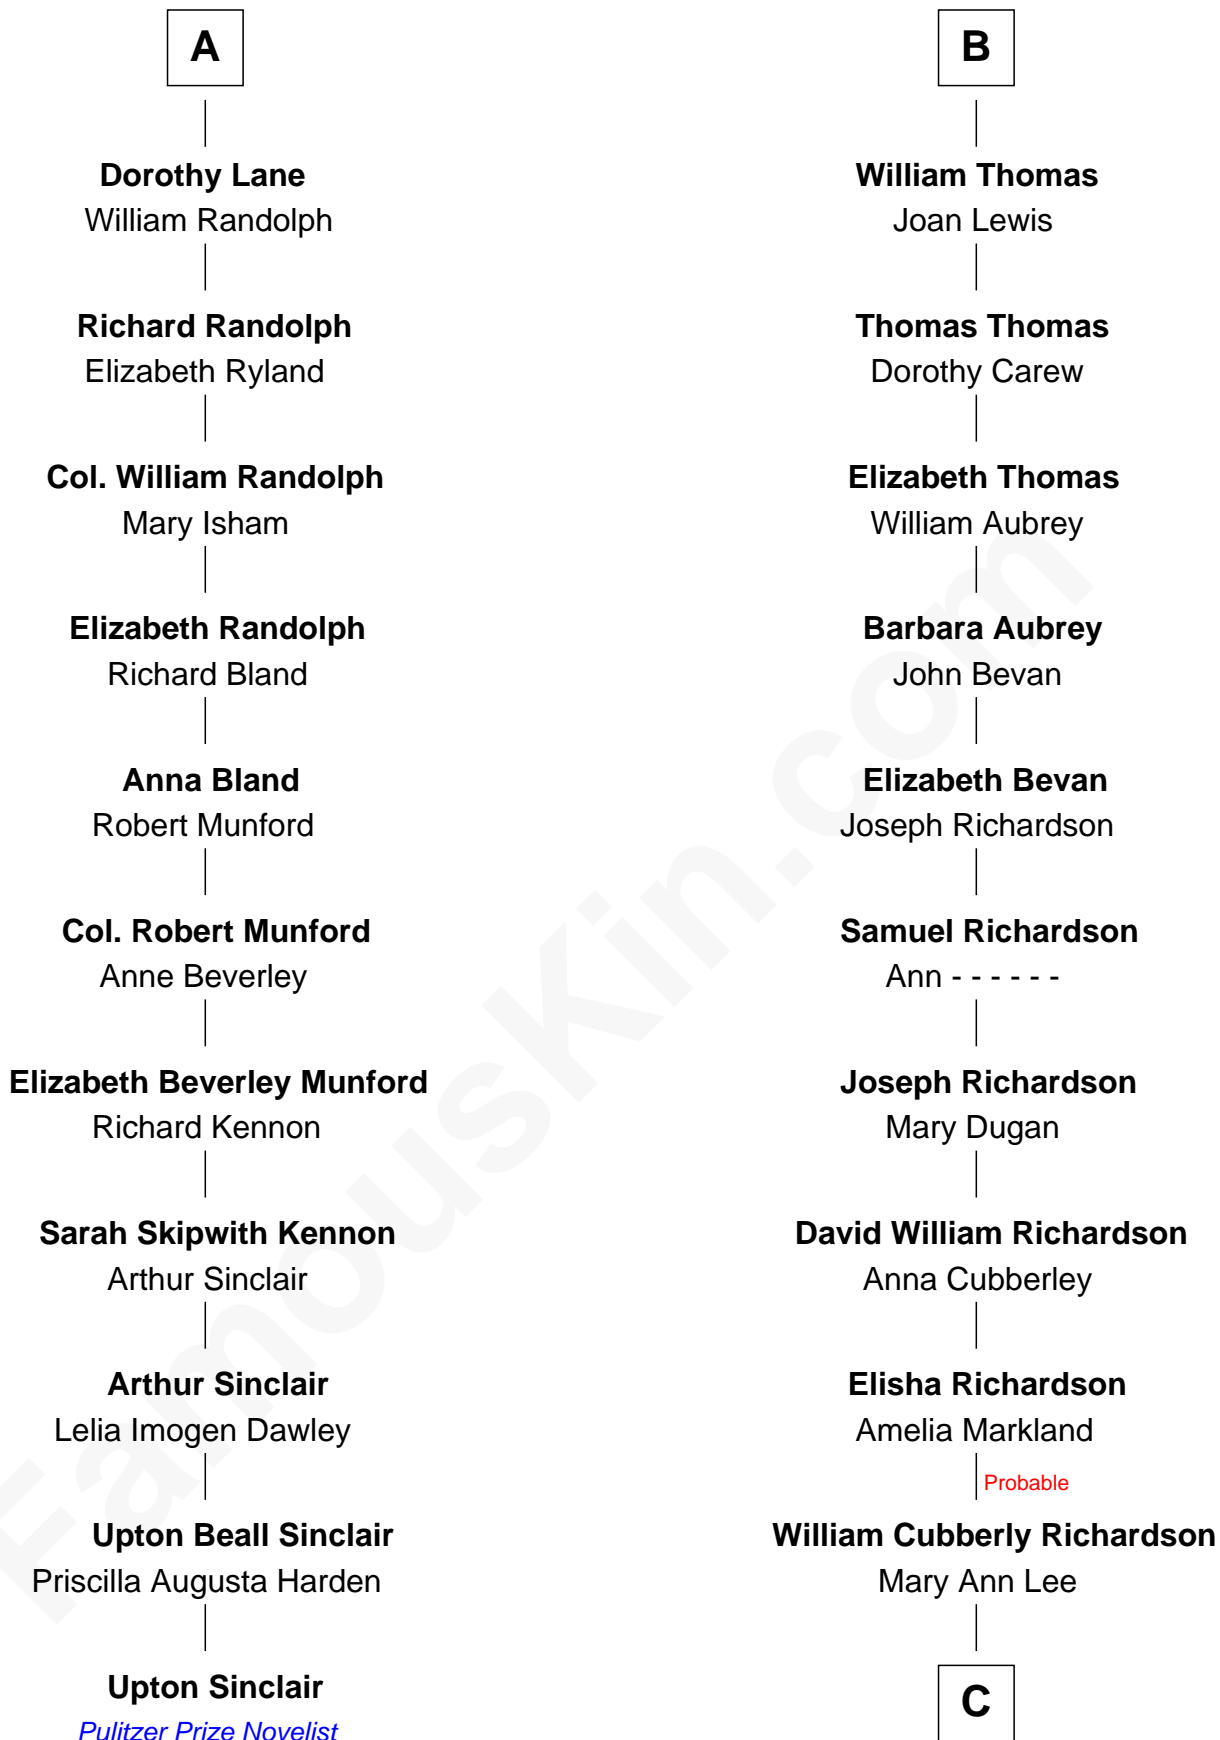 A
Dorothy Lane
William Randolph
Richard Randolph
Elizabeth Ryland
Col. William Randolph
Mary Isham
Elizabeth Randolph
Richard Bland
Anna Bland
Robert Munford
Col. Robert Munford
Anne Beverley
Elizabeth Beverley Munford
Richard Kennon
Sarah Skipwith Kennon
Arthur Sinclair
Arthur Sinclair
Lelia Imogen Dawley
Upton Beall Sinclair
Priscilla Augusta Harden
Upton Sinclair
Pulitzer Prize Novelist
B
William Thomas
Joan Lewis
Thomas Thomas
Dorothy Carew
Elizabeth Thomas
William Aubrey
Barbara Aubrey
John Bevan
Elizabeth Bevan
Joseph Richardson
Samuel Richardson
Ann - - - - - -
Joseph Richardson
Mary Dugan
David William Richardson
Anna Cubberley
Elisha Richardson
Amelia Markland
Probable
William Cubberly Richardson
Mary Ann Lee
C
FamousKin.com